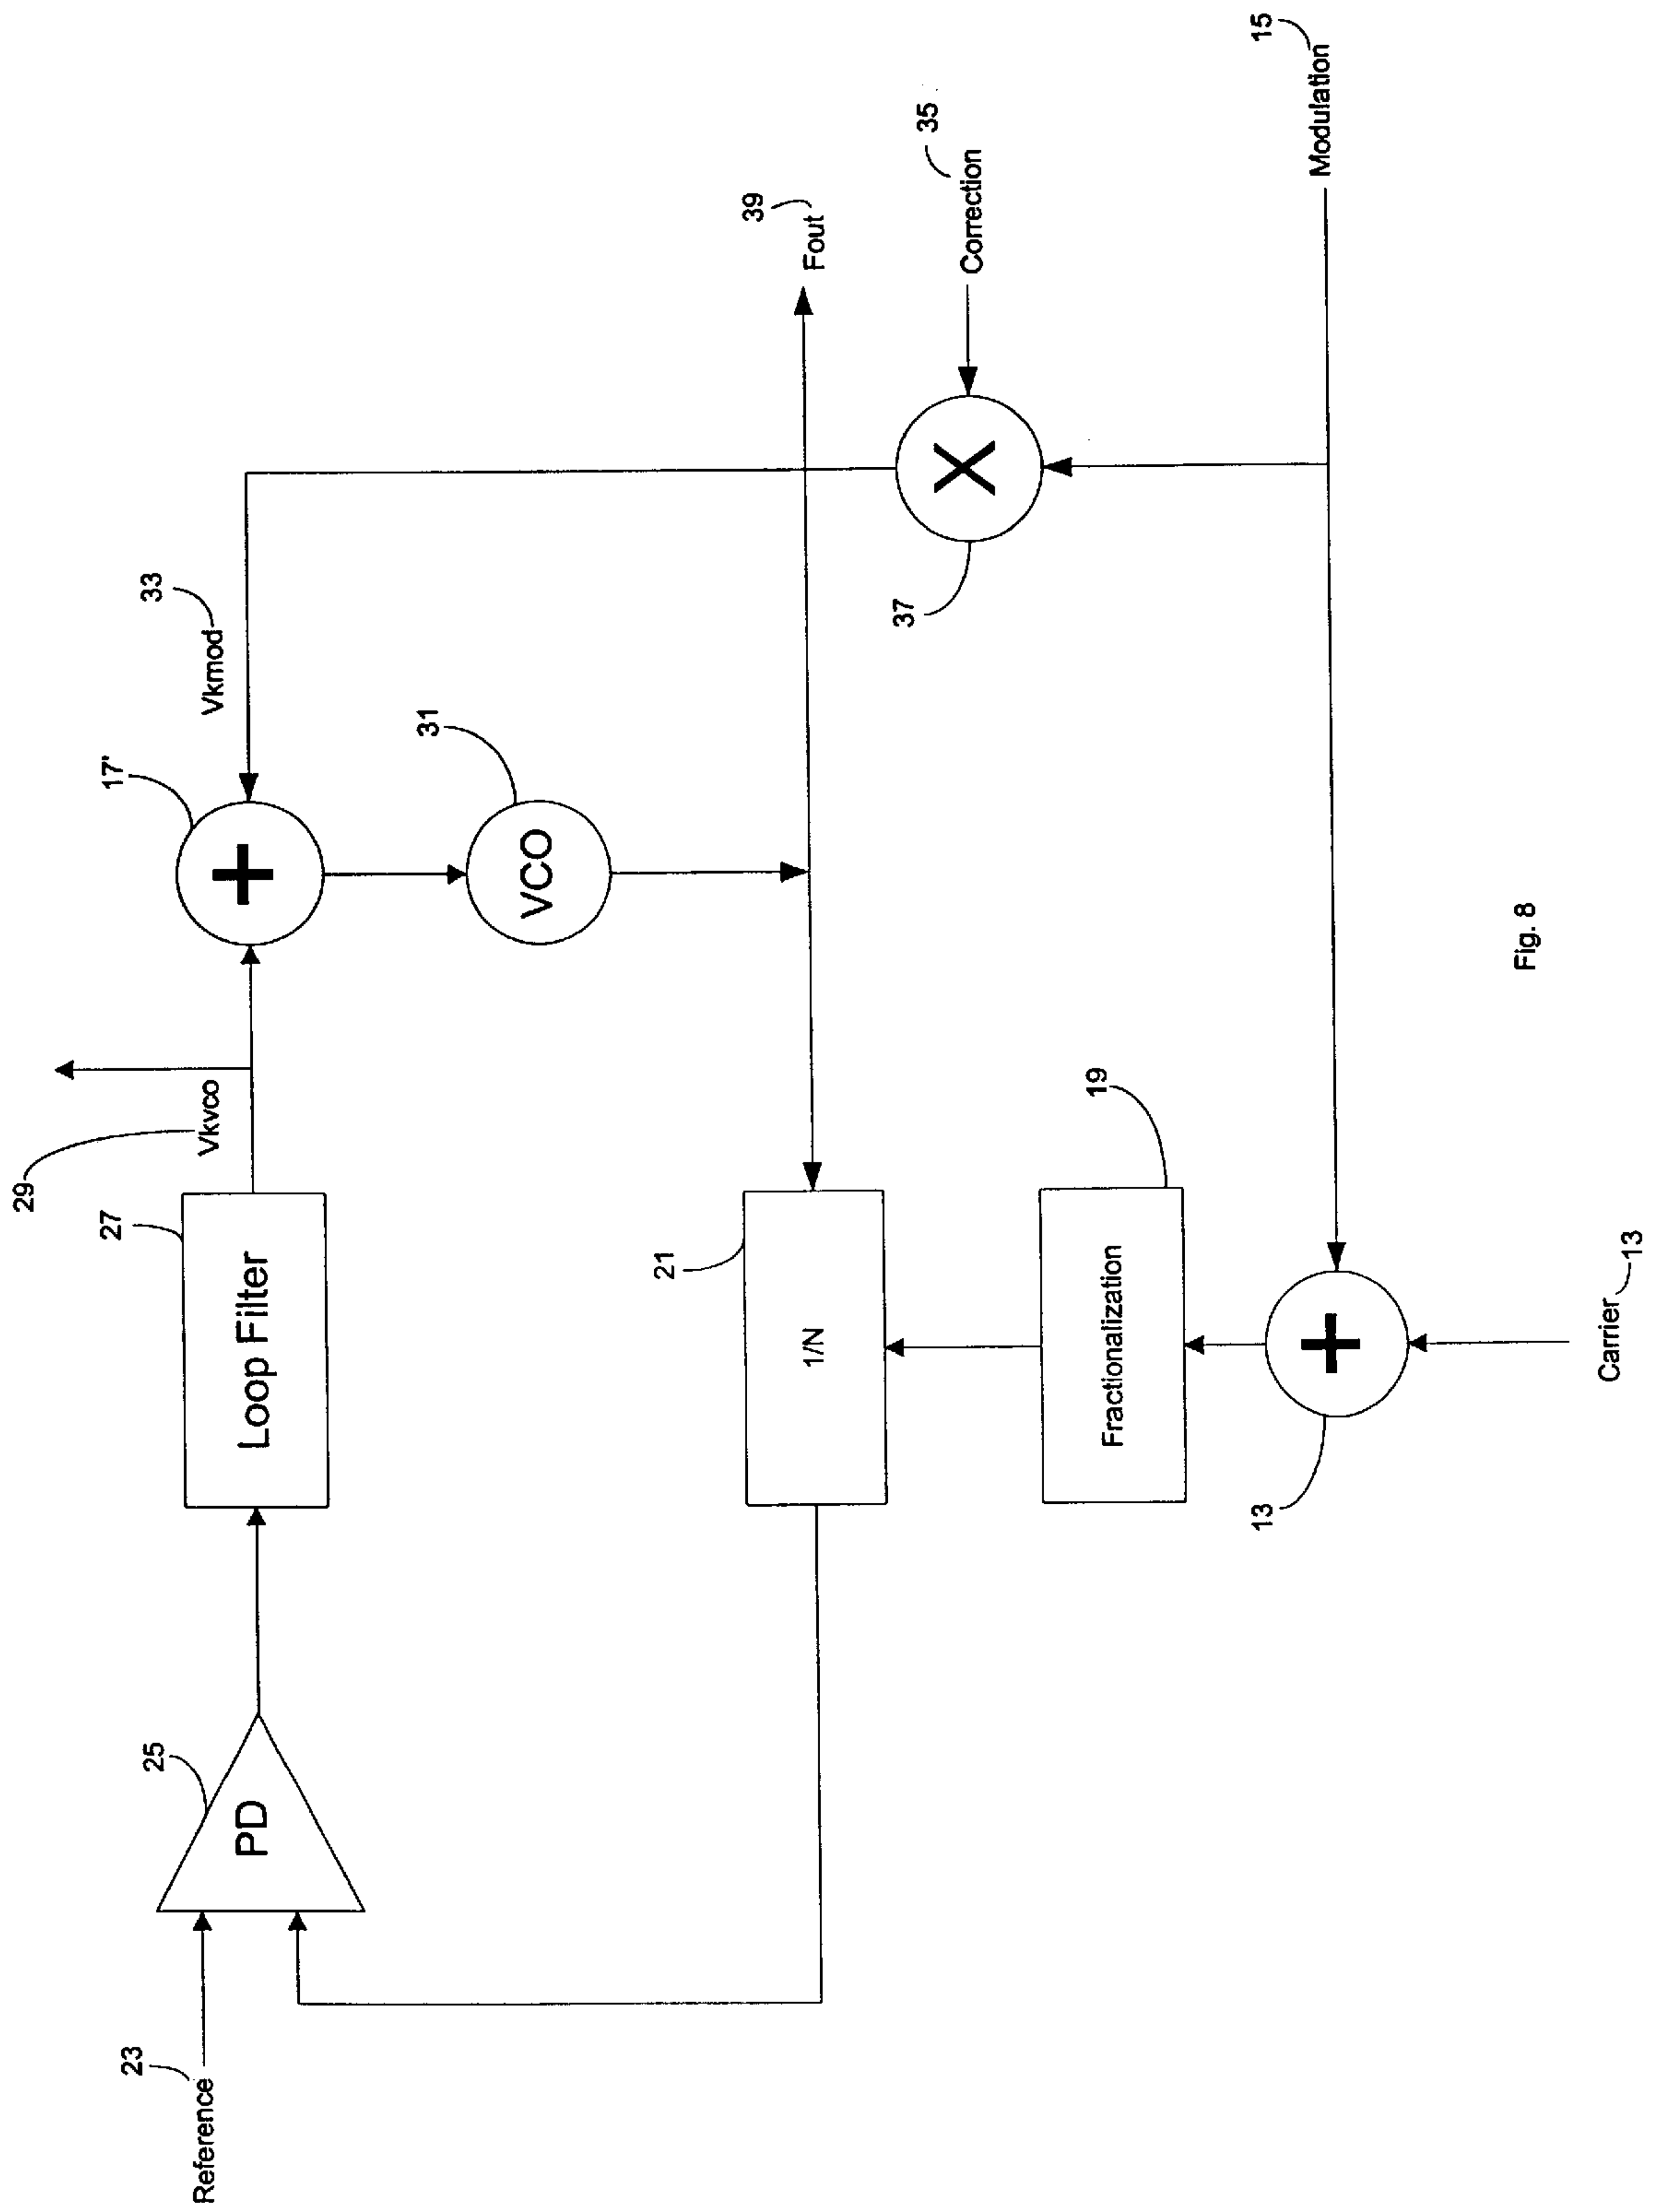 29
Vkvco
17'
33
Vkmod
23
Reference
25
PD
27
Loop Filter
+
31
VCO
39
Fout
21
1/N
35
Correction
X
37
19
Fractionalization
15
Modulation
13
+
Carrier 13
Fig. 8